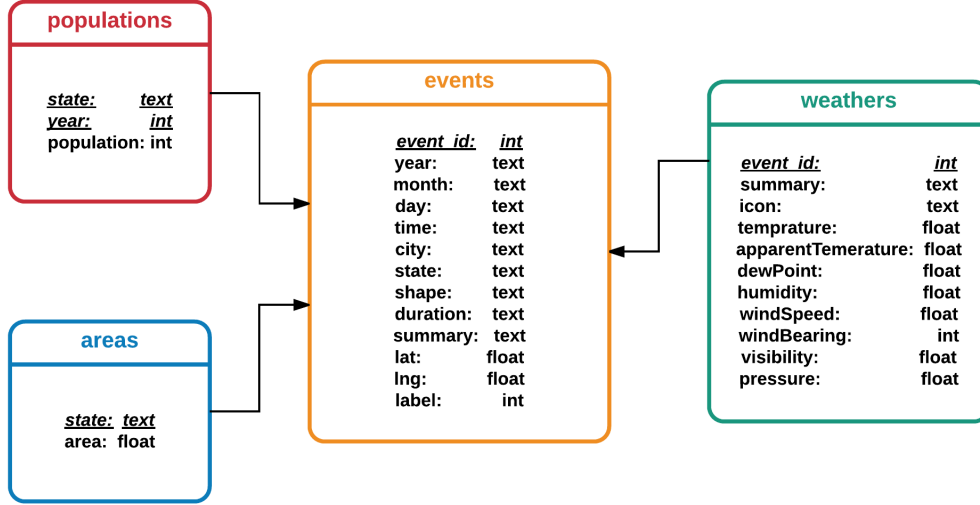 populations
state: text
year: int
population: int
areas
state: text
area: float
events
event_id: int
year: text
month: text
day: text
time: text
city: text
state: text
shape: text
duration: text
summary: text
lat: float
lng: float
label: int
weathers
event_id: int
summary: text
icon: text
temprature: float
apparentTemerature: float
dewPoint: float
humidity: float
windSpeed: float
windBearing: int
visibility: float
pressure: float